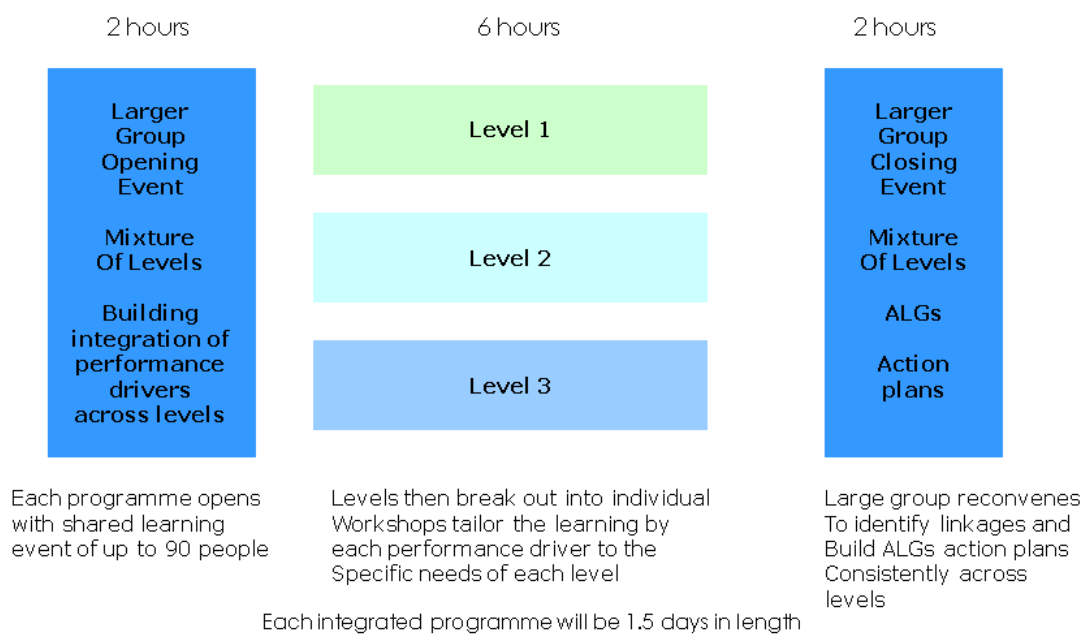 2 hours
6 hours
2 hours
Larger
Group
Opening
Event
Mixture
Of Levels
Building
integration of
performance
drivers
across levels
Level 1
Level 2
Level 3
Larger
Group
Closing
Event
Mixture
Of Levels
ALGs
Action
plans
Each programme opens
with shared learning
event of up to 90 people
Levels then break out into individual
Workshops tailor the learning by
each performance driver to the
Specific needs of each level
Large group reconvenes
To identify linkages and
Build ALGs action plans
Consistently across
levels
Each integrated programme will be 1.5 days in length